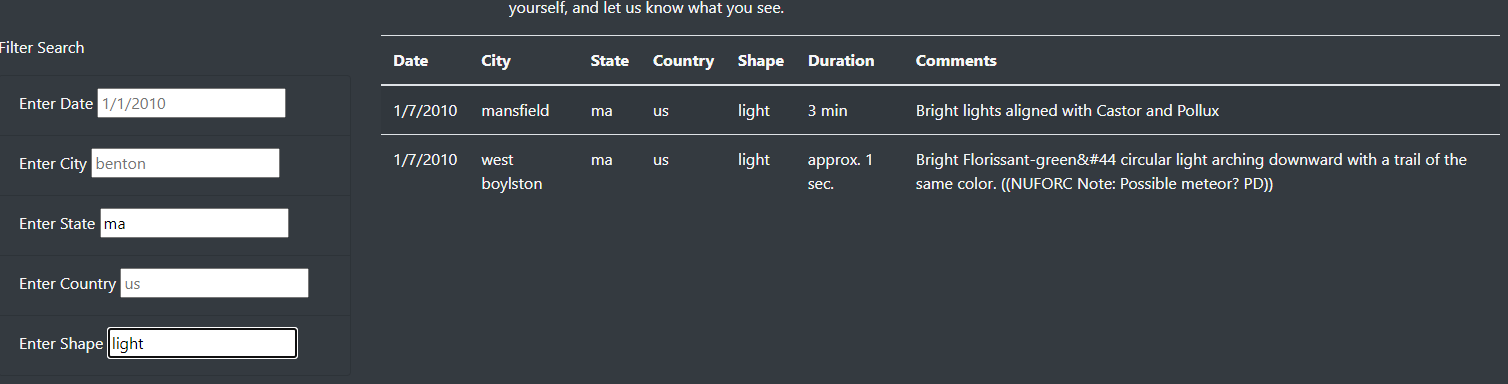 yourself, and let us know what you see.
Filter Search
Enter Date 1/1/2010
Enter City benton
Enter State ma
Enter Country us
Enter Shape light
Date City State Country Shape Duration Comments
1/7/2010 mansfield ma us light 3 min Bright lights aligned with Castor and Pollux
1/7/2010 west ma us light approx. 1 Bright Florissant-green&#44 circular light arching downward with a trail of the
boylston sec. same color. ((NUFORC Note: Possible meteor? PD))